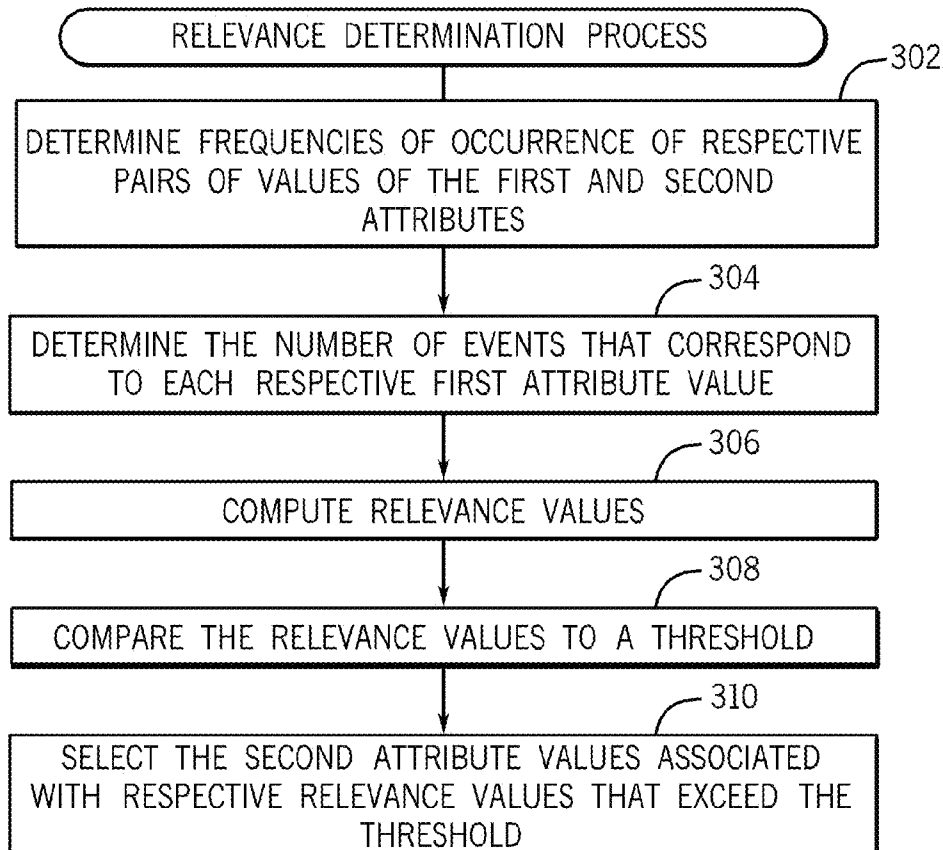 RELEVANCE DETERMINATION PROCESS
302
DETERMINE FREQUENCIES OF OCCURRENCE OF RESPECTIVE
PAIRS OF VALUES OF THE FIRST AND SECOND
ATTRIBUTES
304
DETERMINE THE NUMBER OF EVENTS THAT CORRESPOND
TO EACH RESPECTIVE FIRST ATTRIBUTE VALUE
306
COMPUTE RELEVANCE VALUES
308
COMPARE THE RELEVANCE VALUES TO A THRESHOLD
310
SELECT THE SECOND ATTRIBUTE VALUES ASSOCIATED
WITH RESPECTIVE RELEVANCE VALUES THAT EXCEED THE
THRESHOLD